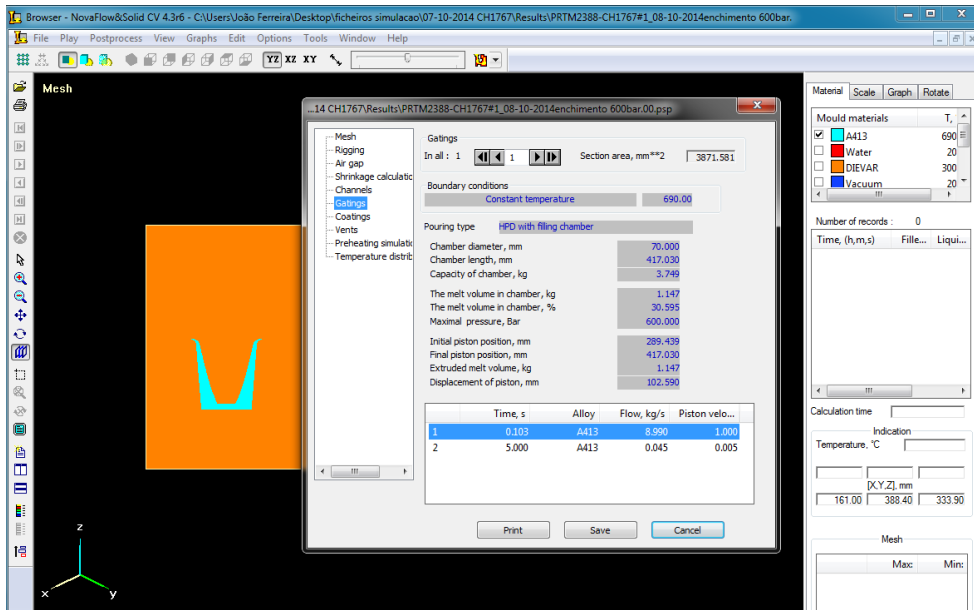 Browser - NovaFlow&Solid CV 4.3r6 - C:\Users\João Ferreira\Desktop\ficheiros simulacao\07-10-2014 CH1767\Results\PRTM2388-CH1767#1_08-10-2014enchimento 600bar.
File Play Postprocess View Graphs Edit Options Tools Window Help
YZ XZ XY
Mesh
...14 CH1767\Results\PRTM2388-CH1767#1_08-10-2014enchimento 600bar.00.psp
Mesh
Rigging
Air gap
Shrinkage calculatic
Channels
Gatings
Coatings
Vents
Preheating simulatic
Temperature distrib
Gatings
In all : 1 1 Section area, mm**2 3871.581
Boundary conditions
Constant temperature 690.00
Pouring type HPD with filling chamber
Chamber diameter, mm 70.000
Chamber length, mm 417.030
Capacity of chamber, kg 3.749
The melt volume in chamber, kg 1.147
The melt volume in chamber, % 30.595
Maximal pressure, Bar 600.000
Initial piston position, mm 289.439
Final piston position, mm 417.030
Extruded melt volume, kg 1.147
Displacement of piston, mm 102.590
Time, s Alloy Flow, kg/s Piston velo...
1 0.103 A413 8.990 1.000
2 5.000 A413 0.045 0.005
Print Save Cancel
Material Scale Graph Rotate
Mould materials T,
A413 690
Water 20
DIEVAR 300
Vacuum 20
Number of records : 0
Time, (h,m,s) Fille... Liqui...
Calculation time
Indication
Temperature, °C
[X,Y,Z], mm
161.00 388.40 333.90
Mesh
Max: Min:
z
x
y